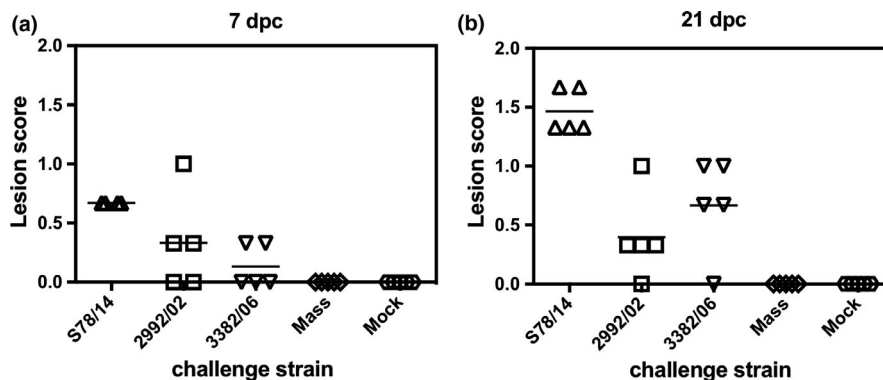 (a)
7 dpc
Lesion score
2.0
1.5
1.0
0.5
0.0
S78/14
2992/02
3382/06
Mass
Mock
challenge strain
(b)
21 dpc
Lesion score
2.0
1.5
1.0
0.5
0.0
S78/14
2992/02
3382/06
Mass
Mock
challenge strain